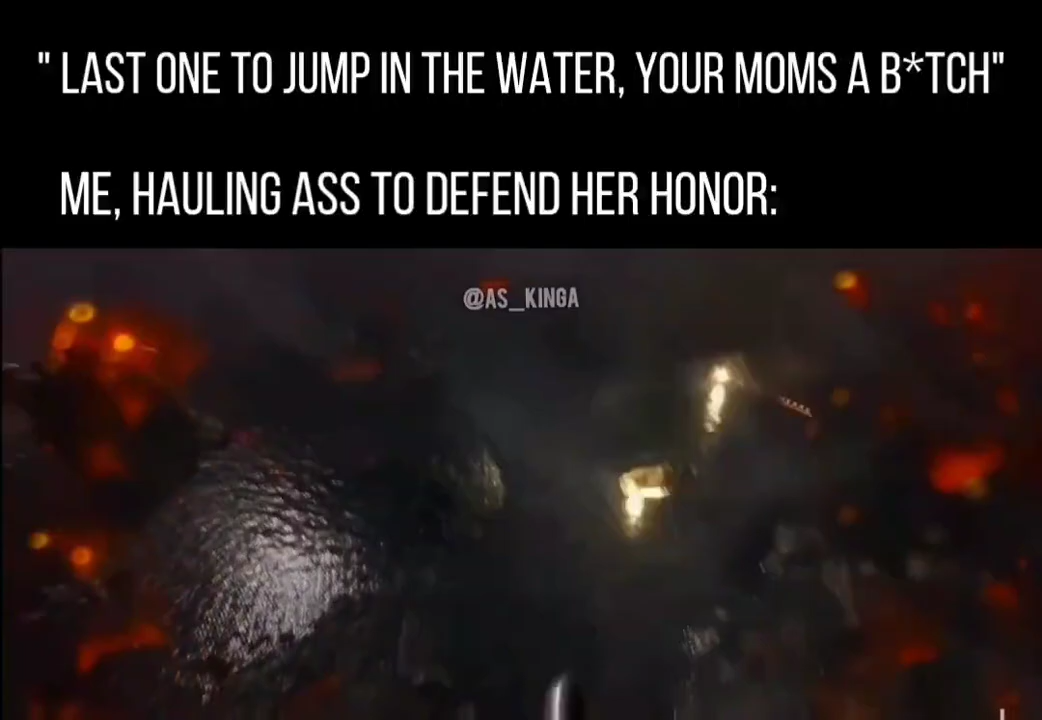 " LAST ONE TO JUMP IN THE WATER, YOUR MOMS A B*TCH"
ME, HAULING ASS TO DEFEND HER HONOR:
@AS_KINGA